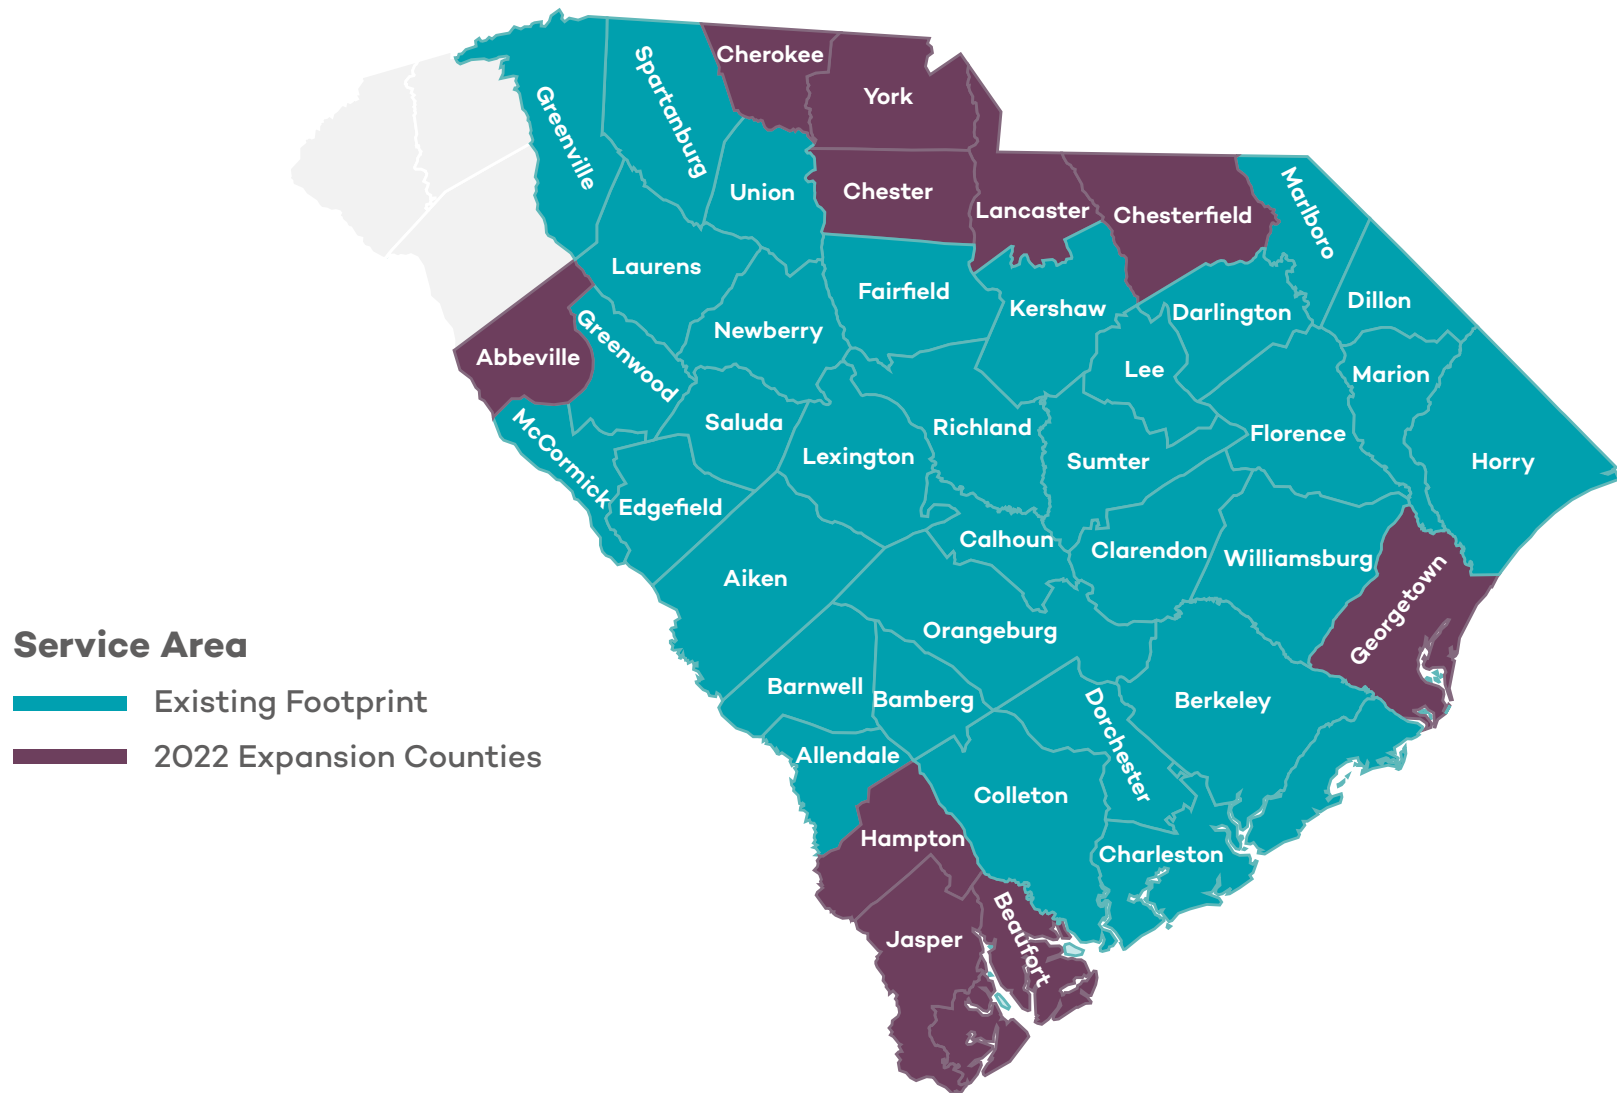 Cherokee
York
Spartanburg
Greenville
Union
Chester
Lancaster
Chesterfield
Marlboro
Laurens
Fairfield
Kershaw
Darlington
Dillon
Newberry
Greenwood
Abbeville
Lee
Marion
McCormick
Saluda
Richland
Florence
Lexington
Sumter
Horry
Edgefield
Calhoun
Clarendon
Williamsburg
Aiken
Georgetown
Orangeburg
Barnwell
Bamberg
Berkeley
Dorchester
Allendale
Colleton
Hampton
Charleston
Beaufort
Jasper
Service Area
Existing Footprint
2022 Expansion Counties